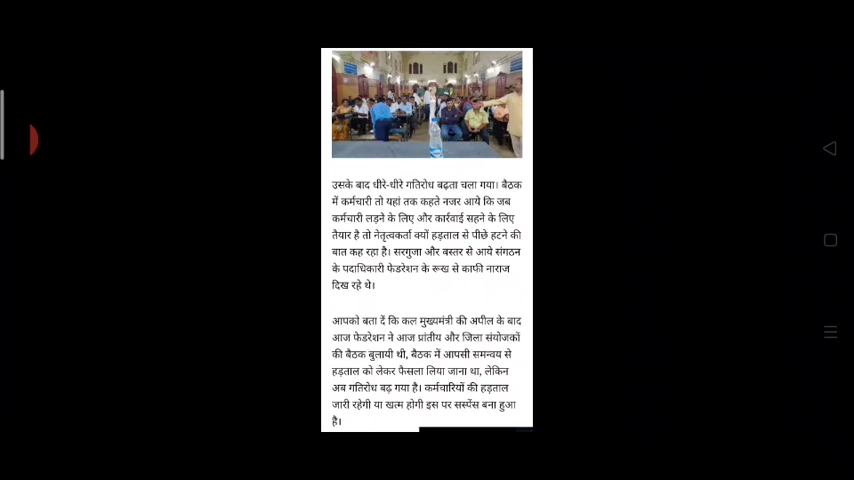 उसके बाद धीरे-धीरे गतिरोध बढ़ता चला गया। बैठक
में कर्मचारी तो यहां तक कहते नजर आये कि जब
कर्मचारी लड़ने के लिए और कार्रवाई सहने के लिए
तैयार है तो नेतृत्वकर्ता क्यों हड़ताल से पीछे हटने की
बात कह रहा है। सरगुजा और बस्तर से आये संगठन
के पदाधिकारी फेडरेशन के रूख से काफी नाराज
दिख रहे थे।
आपको बता दें कि कल मुख्यमंत्री की अपील के बाद
आज फेडरेशन ने आज प्रांतीय और जिला संयोजकों
की बैठक बुलायी थी, बैठक में आपसी समन्वय से
हड़ताल को लेकर फैसला लिया जाना था, लेकिन
अब गतिरोध बढ़ गया है। कर्मचारियों की हड़ताल
जारी रहेगी या खत्म होगी इस पर सस्पेंस बना हुआ
है।